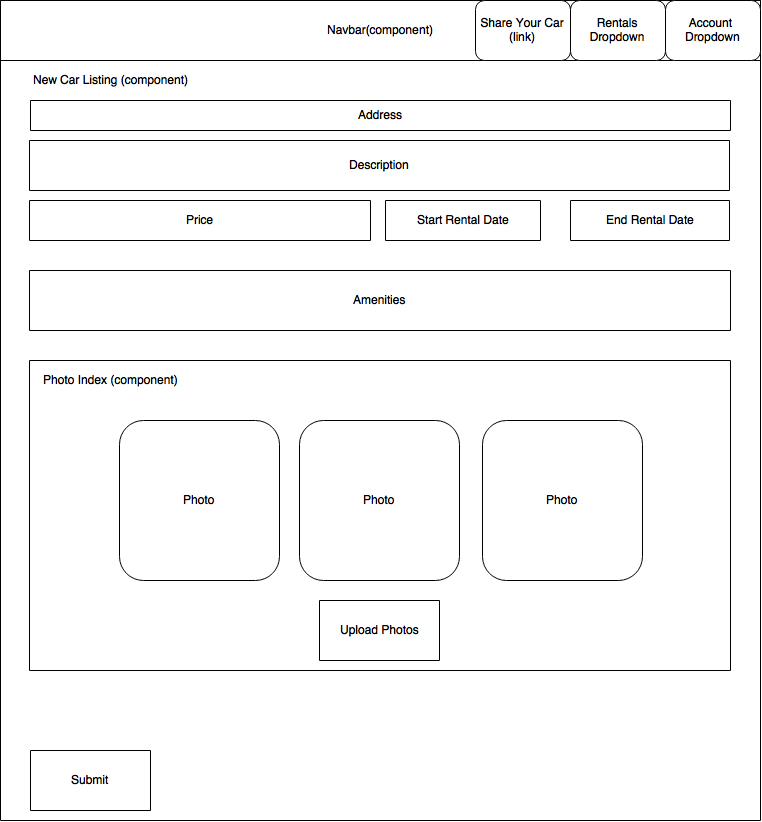 Navbar(component)
Share Your Car
(link)
Rentals
Dropdown
Account
Dropdown
New Car Listing (component)
Address
Description
Price
Start Rental Date
End Rental Date
Amenities
Photo Index (component)
Photo
Photo
Photo
Upload Photos
Submit